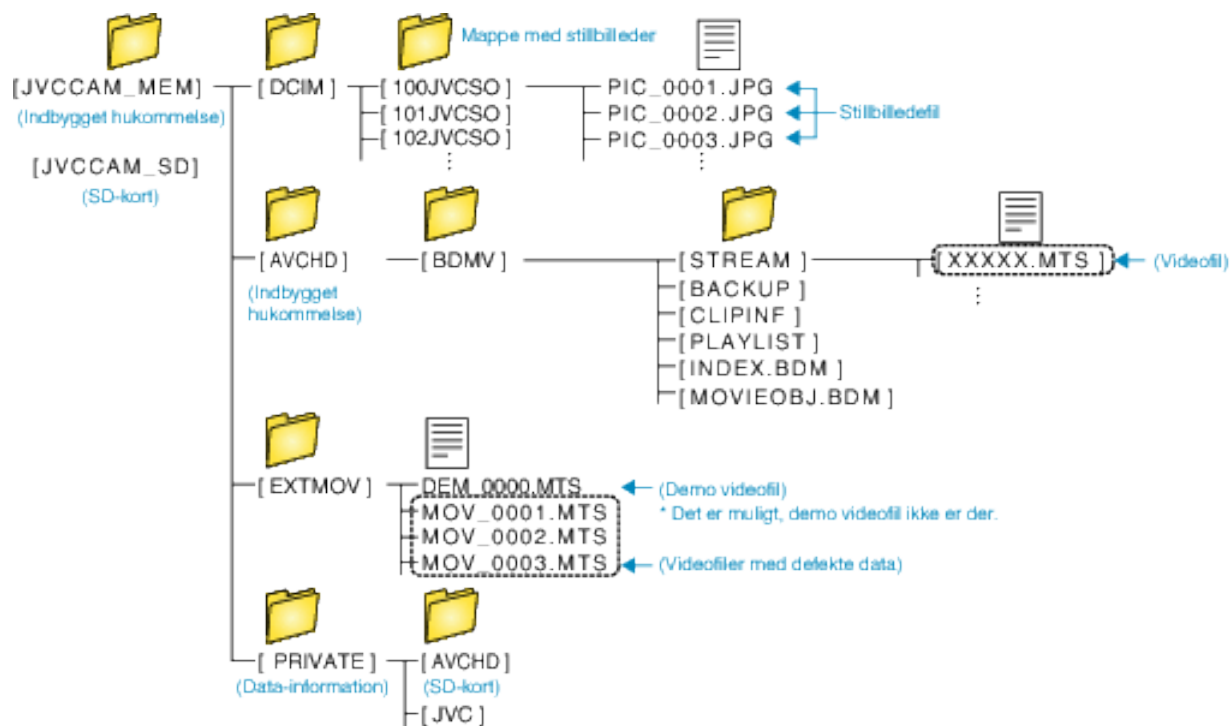 Mappe med stillbilleder
[JVCCAM_MEM]
(Indbygget hukommelse)
[JVCCAM_SD]
(SD-kort)
[DCIM]
[100JVCSO]
[101JVCSO]
[102JVCSO]
PIC_0001.JPG
PIC_0002.JPG
PIC_0003.JPG
Stillbilledefil
[AVCHD]
(Indbygget
hukommelse)
[BDMV]
[STREAM]
[BACKUP]
[CLIPINF]
[PLAYLIST]
[INDEX.BDM]
[MOVIEOBJ.BDM]
[XXXXX.MTS]
(Videofil)
[EXTMOV]
DEM_0000.MTS
(Demo videofil)
* Det er muligt, demo videofil ikke er der.
MOV_0001.MTS
MOV_0002.MTS
MOV_0003.MTS
(Videofiler med defekte data)
[PRIVATE]
(Data-information)
[AVCHD]
(SD-kort)
[JVC]